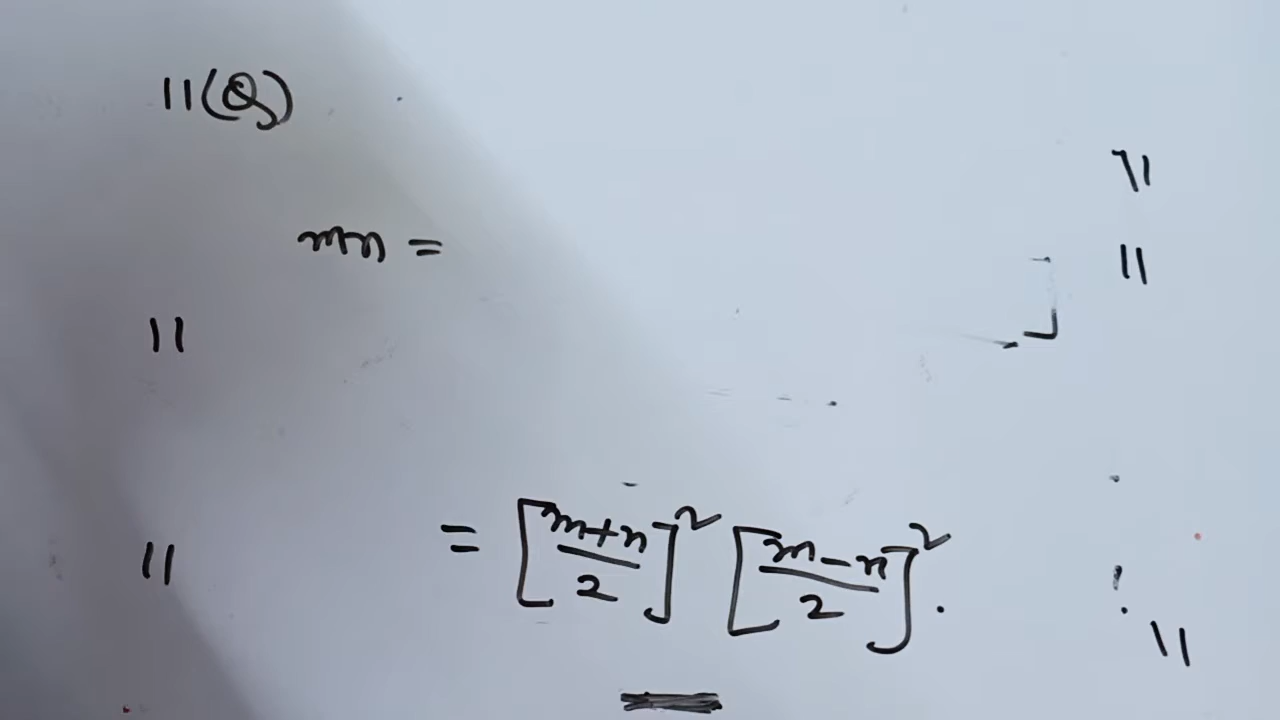 11(Q)
11
mn =
11
11
= [m+n/2]² [m-n/2]².
11
11